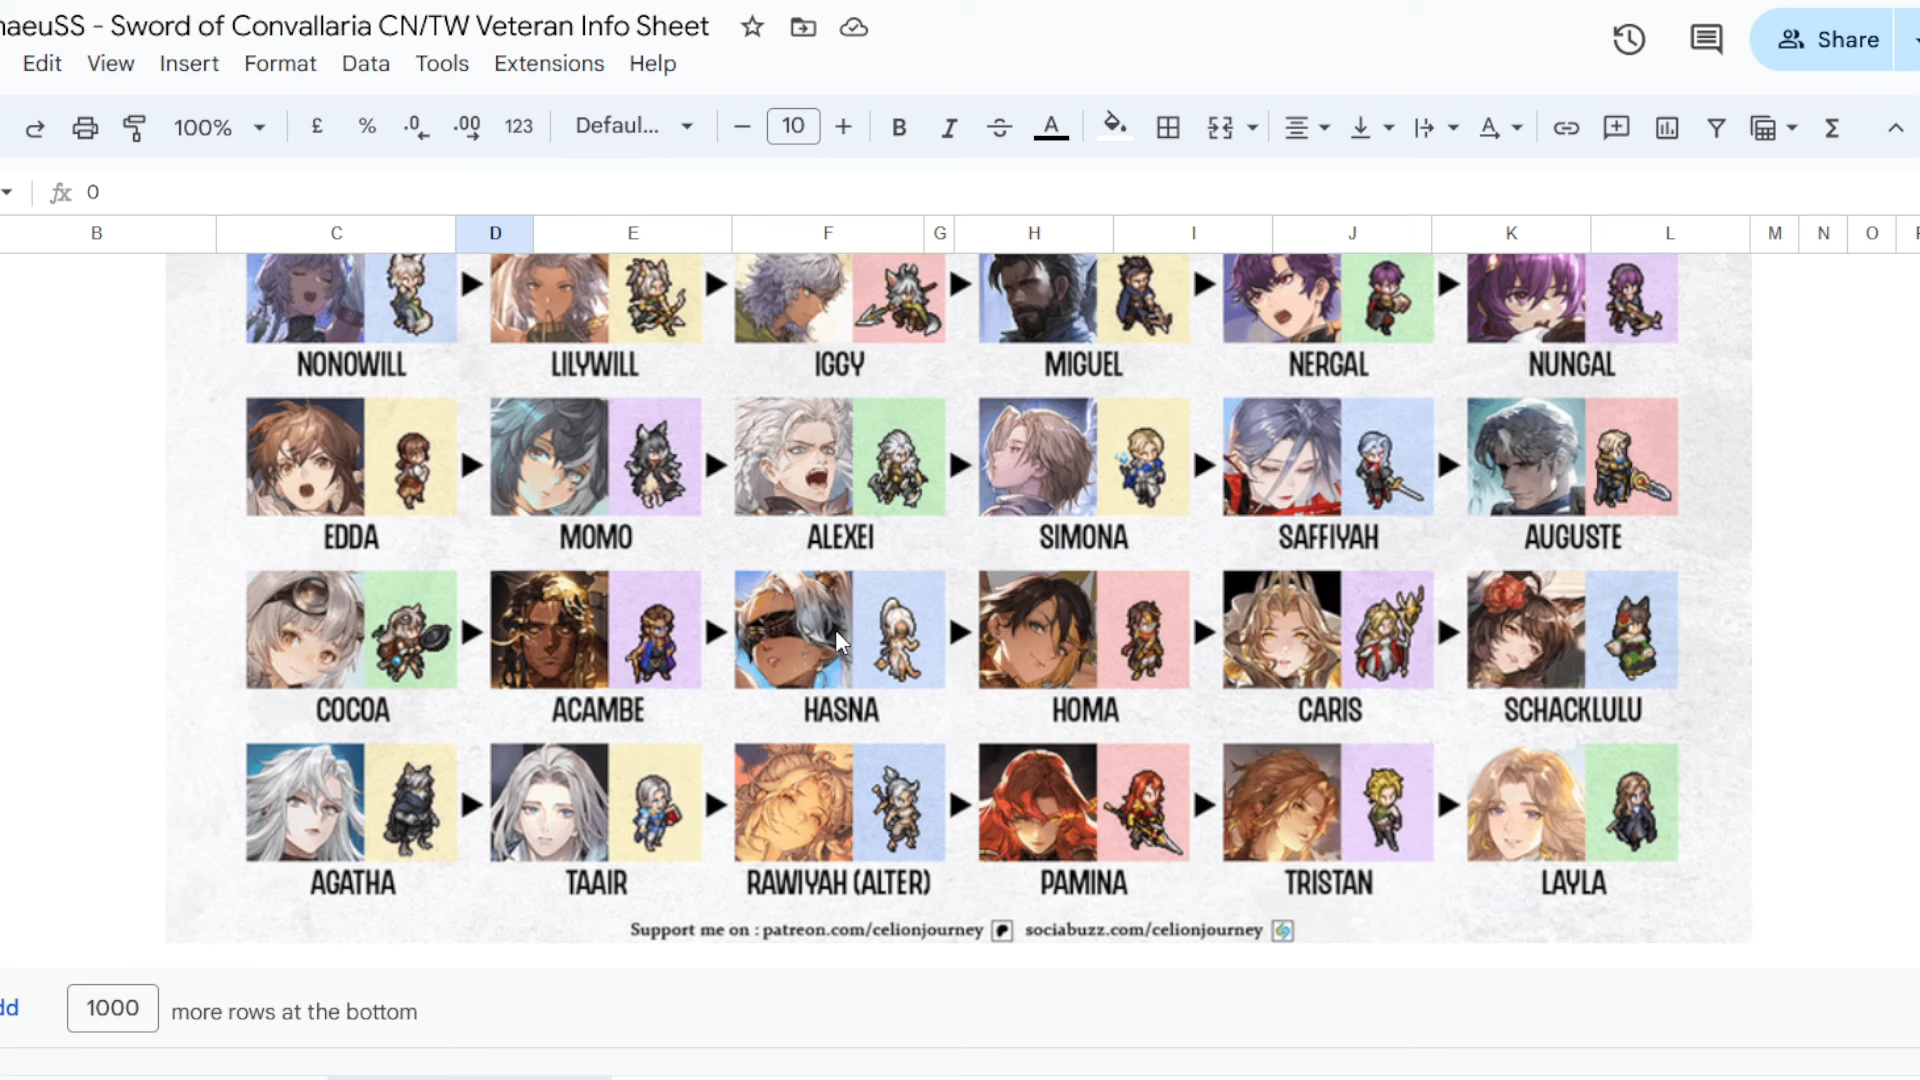 haeuSS - Sword of Convallaria CN/TW Veteran Info Sheet
Edit View Insert Format Data Tools Extensions Help
Share
100% £ % .0 .00 123 Defaul... 10 B I A A Σ
fx 0
B C D E F G H I J K L M N O
NONOWILL LILYWILL IGGY MIGUEL NERGAL NUNGAL
EDDA MOMO ALEXEI SIMONA SAFFIYAH AUGUSTE
COCOA ACAMBE HASNA HOMA CARIS SCHACKLULU
AGATHA TAAIR RAWIYAH (ALTER) PAMINA TRISTAN LAYLA
Support me on : patreon.com/celionjourney sociabuzz.com/celionjourney
dd 1000 more rows at the bottom